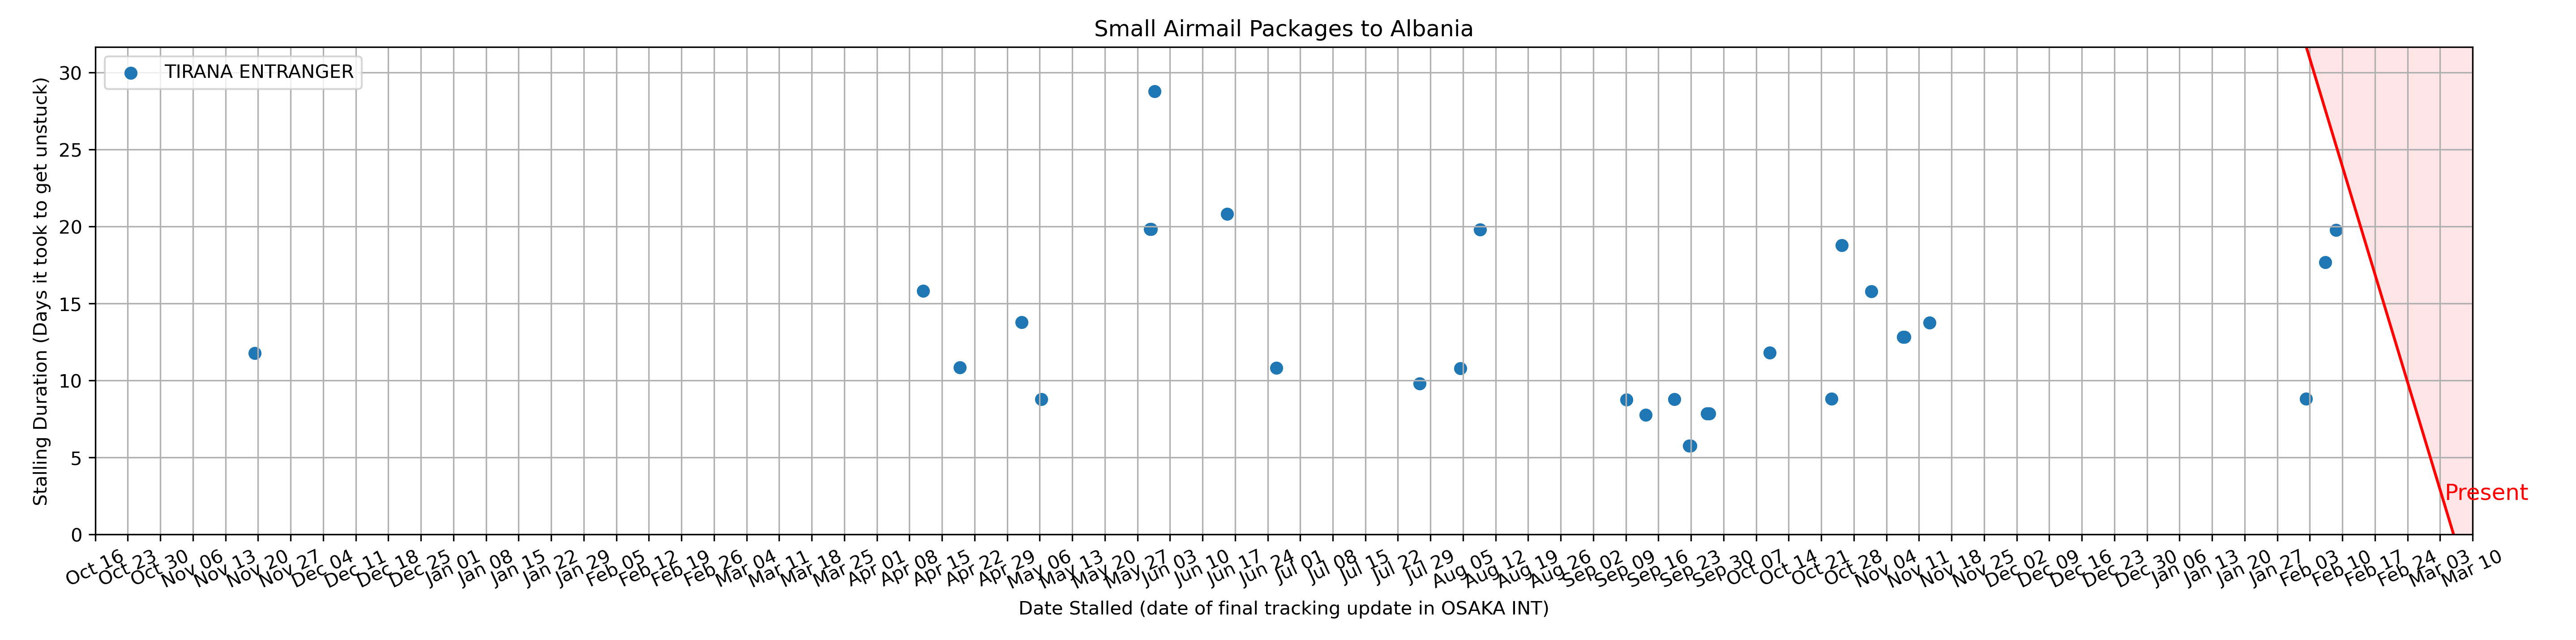 Small Airmail Packages to Albania
TIRANA ENTRANGER
Stalling Duration (Days it took to get unstuck)
30
25
20
15
10
5
0
Present
Oct 16
Oct 23
Oct 30
Nov 06
Nov 13
Nov 20
Nov 27
Dec 04
Dec 11
Dec 18
Dec 25
Jan 01
Jan 08
Jan 15
Jan 22
Jan 29
Feb 05
Feb 12
Feb 19
Feb 26
Mar 04
Mar 11
Mar 18
Mar 25
Apr 01
Apr 08
Apr 15
Apr 22
Apr 29
May 06
May 13
May 20
May 27
Jun 03
Jun 10
Jun 17
Jun 24
Jul 01
Jul 08
Jul 15
Jul 22
Jul 29
Aug 05
Aug 12
Aug 19
Aug 26
Sep 02
Sep 09
Sep 16
Sep 23
Sep 30
Oct 07
Oct 14
Oct 21
Oct 28
Nov 04
Nov 11
Nov 18
Nov 25
Dec 02
Dec 09
Dec 16
Dec 23
Dec 30
Jan 06
Jan 13
Jan 20
Jan 27
Feb 03
Feb 10
Feb 17
Feb 24
Mar 03
Mar 10
Date Stalled (date of final tracking update in OSAKA INT)